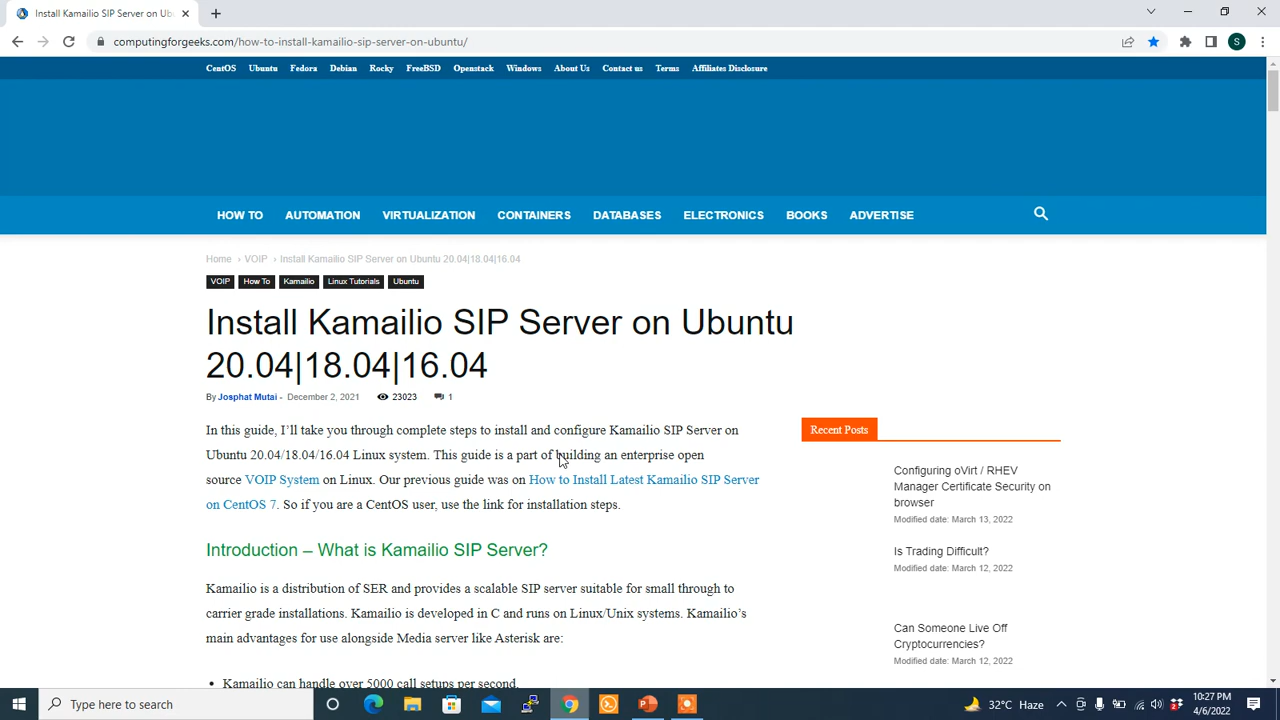 Install Kamailio SIP Server on Ub
computingforgeeks.com/how-to-install-kamailio-sip-server-on-ubuntu/
S
CentOS Ubuntu Fedora Debian Rocky FreeBSD Openstack Windows About Us Contact us Terms Affiliates Disclosure
HOW TO AUTOMATION VIRTUALIZATION CONTAINERS DATABASES ELECTRONICS BOOKS ADVERTISE
Home › VOIP › Install Kamailio SIP Server on Ubuntu 20.04|18.04|16.04
VOIP How To Kamailio Linux Tutorials Ubuntu
Install Kamailio SIP Server on Ubuntu
20.04|18.04|16.04
By Josphat Mutai - December 2, 2021 23023 1
In this guide, I’ll take you through complete steps to install and configure Kamailio SIP Server on
Ubuntu 20.04/18.04/16.04 Linux system. This guide is a part of building an enterprise open
source VOIP System on Linux. Our previous guide was on How to Install Latest Kamailio SIP Server
on CentOS 7. So if you are a CentOS user, use the link for installation steps.
Introduction – What is Kamailio SIP Server?
Kamailio is a distribution of SER and provides a scalable SIP server suitable for small through to
carrier grade installations. Kamailio is developed in C and runs on Linux/Unix systems. Kamailio’s
main advantages for use alongside Media server like Asterisk are:
• Kamailio can handle over 5000 call setups per second.
Recent Posts
Configuring oVirt / RHEV
Manager Certificate Security on
browser
Modified date: March 13, 2022
Is Trading Difficult?
Modified date: March 12, 2022
Can Someone Live Off
Cryptocurrencies?
Modified date: March 12, 2022
Type here to search
32°C Haze
10:27 PM
4/6/2022